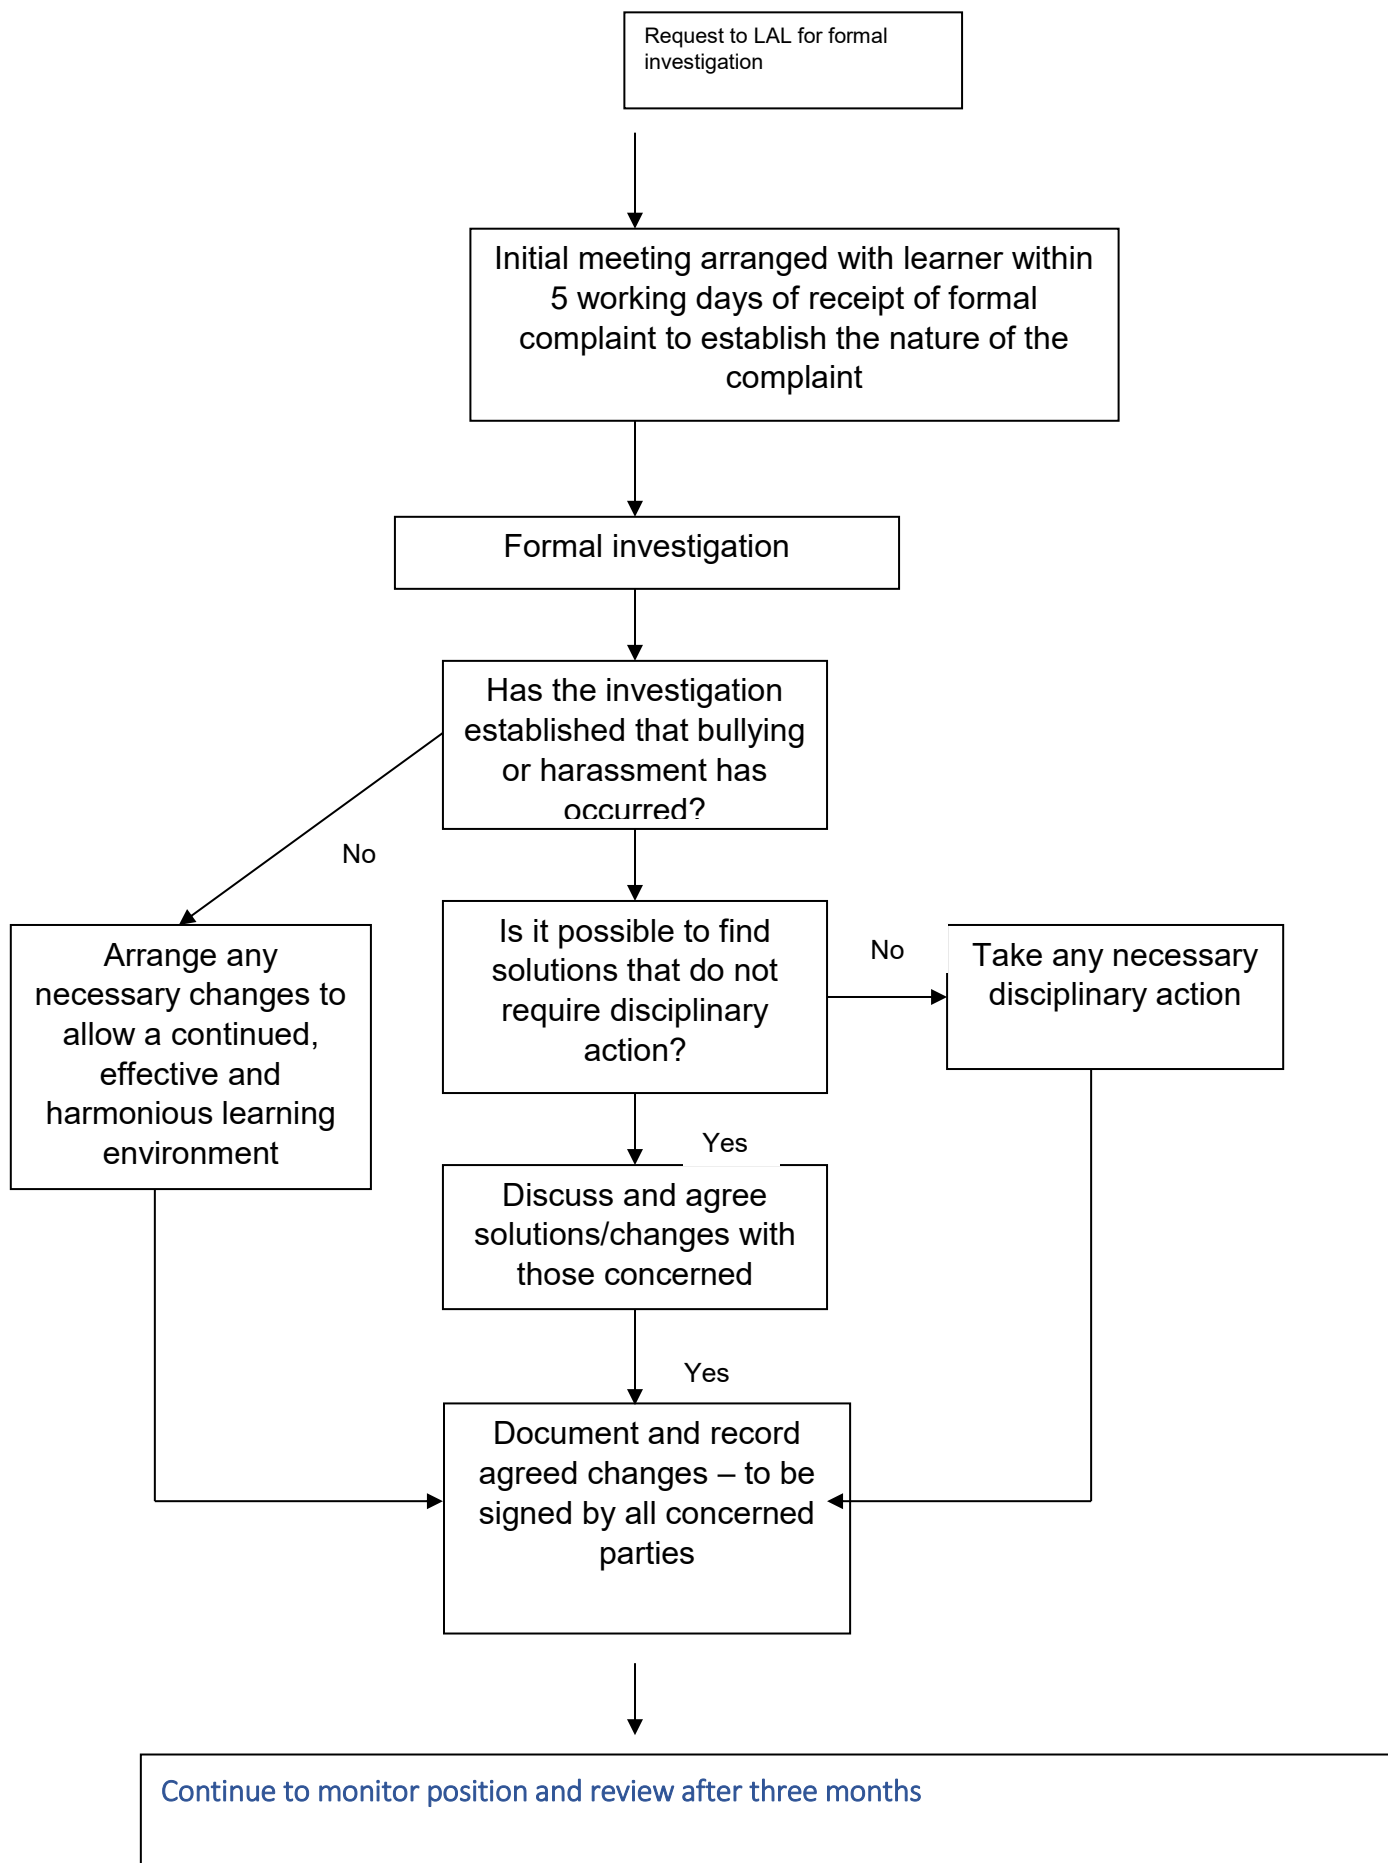 Request to LAL for formal
investigation
Initial meeting arranged with learner within
5 working days of receipt of formal
complaint to establish the nature of the
complaint
Formal investigation
Has the investigation
established that bullying
or harassment has
occurred?
No
Arrange any
necessary changes to
allow a continued,
effective and
harmonious learning
environment
Is it possible to find
solutions that do not
require disciplinary
action?
No
Take any necessary
disciplinary action
Yes
Discuss and agree
solutions/changes with
those concerned
Yes
Document and record
agreed changes – to be
signed by all concerned
parties
Continue to monitor position and review after three months